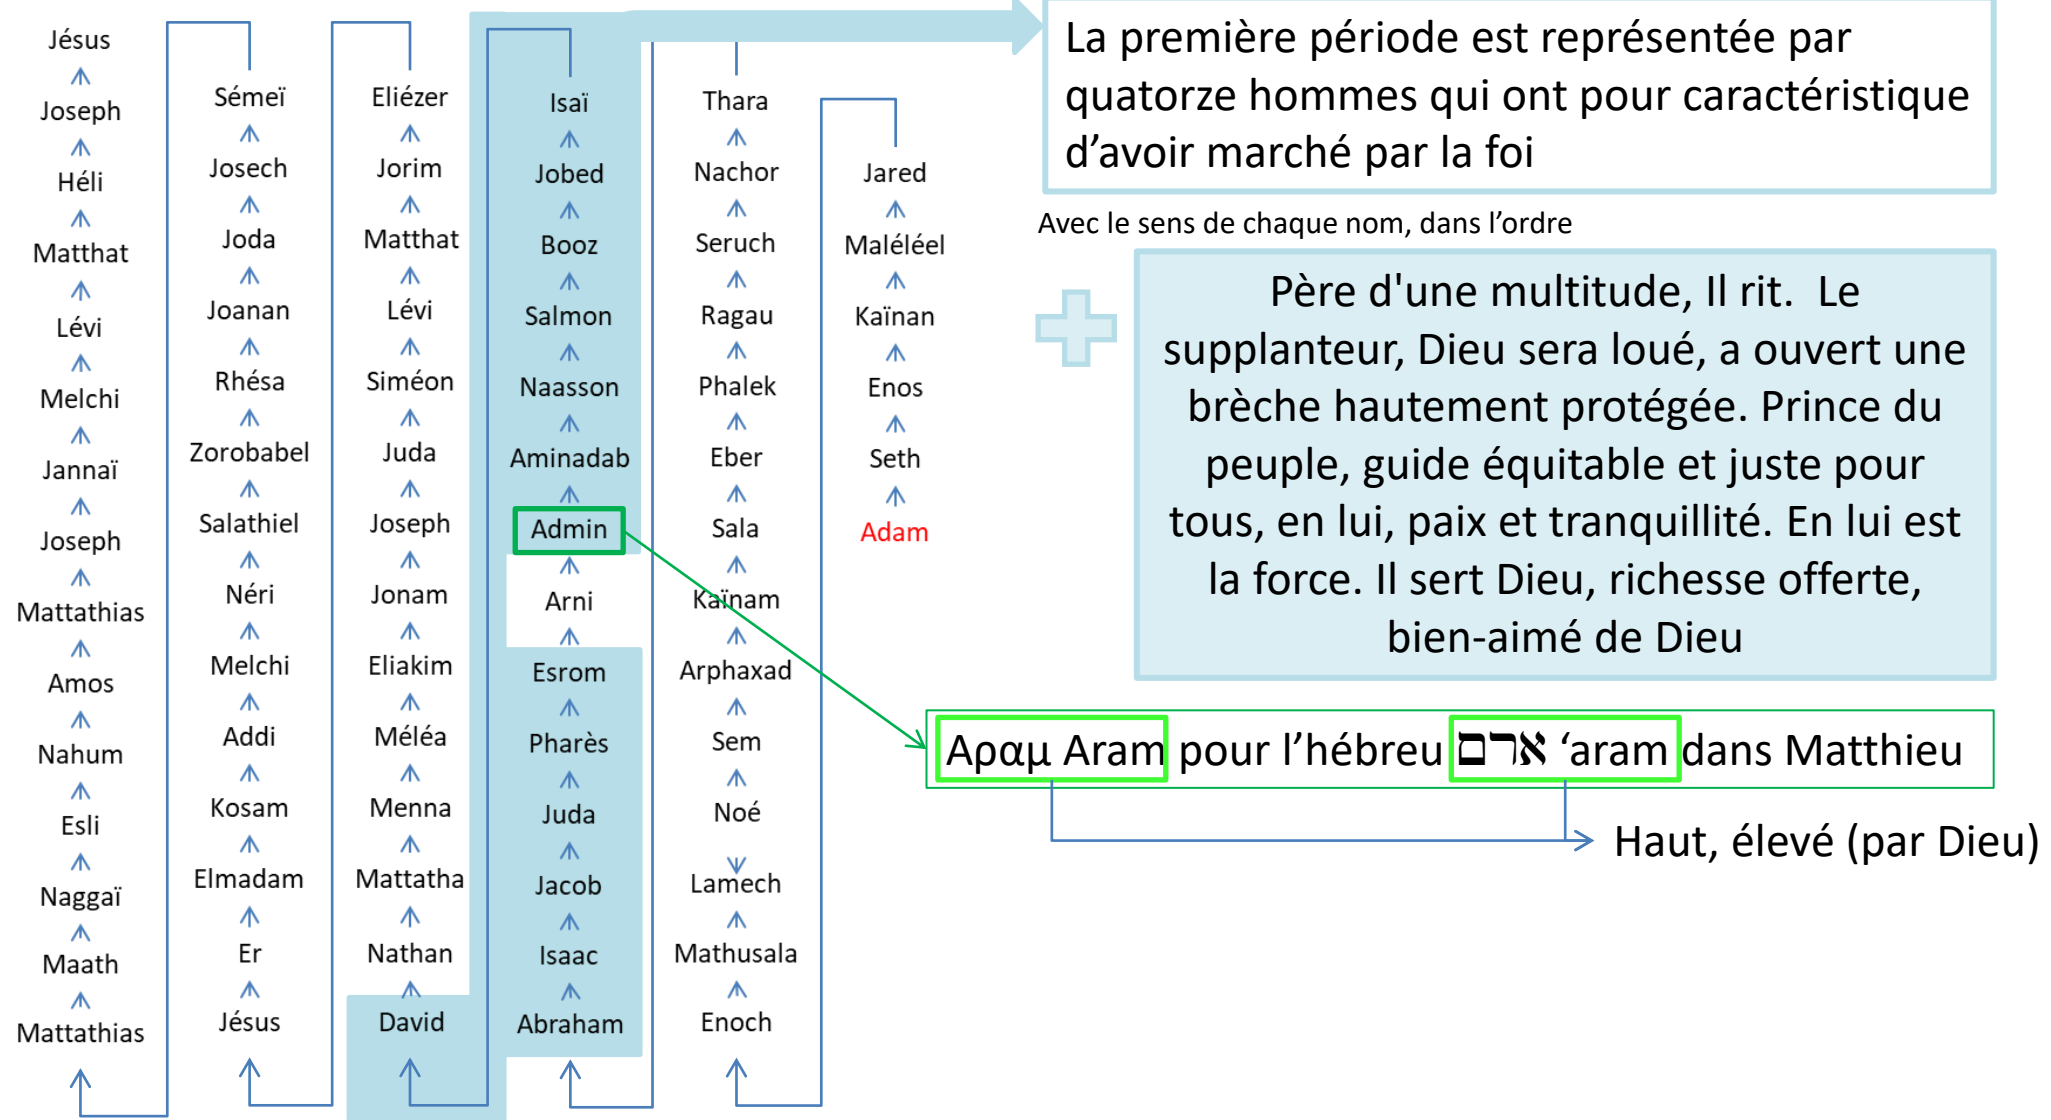 Jésus
Joseph
Héli
Matthat
Lévi
Melchi
Jannaï
Joseph
Mattathias
Amos
Nahum
Esli
Naggaï
Maath
Mattathias
Sémeï
Josech
Joda
Joanan
Rhésa
Zorobabel
Salathiel
Néri
Melchi
Addi
Kosam
Elmadam
Er
Jésus
Eliézer
Jorim
Matthat
Lévi
Siméon
Juda
Joseph
Jonam
Eliakim
Méléa
Menna
Mattatha
Nathan
David
Isaï
Jobed
Booz
Salmon
Naasson
Aminadab
Admin
Arni
Esrom
Pharès
Juda
Jacob
Isaac
Abraham
Thara
Nachor
Seruch
Ragau
Phalek
Eber
Sala
Kaïnam
Arphaxad
Sem
Noé
Lamech
Mathusala
Enoch
Jared
Maléléel
Kaïnan
Enos
Seth
Adam
La première période est représentée par
quatorze hommes qui ont pour caractéristique
d’avoir marché par la foi
Avec le sens de chaque nom, dans l’ordre
Père d'une multitude, Il rit.  Le
supplanteur, Dieu sera loué, a ouvert une
brèche hautement protégée. Prince du
peuple, guide équitable et juste pour
tous, en lui, paix et tranquillité. En lui est
la force. Il sert Dieu, richesse offerte,
bien-aimé de Dieu
Αραμ Aram pour l’hébreu ארם ‘aram dans Matthieu
Haut, élevé (par Dieu)